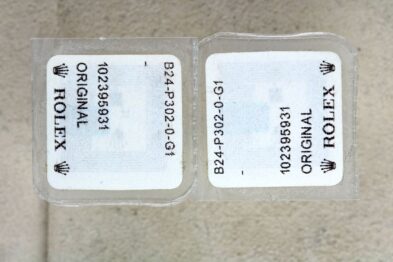 B24-P302-0-G1
-
102395931
ORIGINAL
ROLEX
B24-P302-0-G1
-
102395931
ORIGINAL
ROLEX